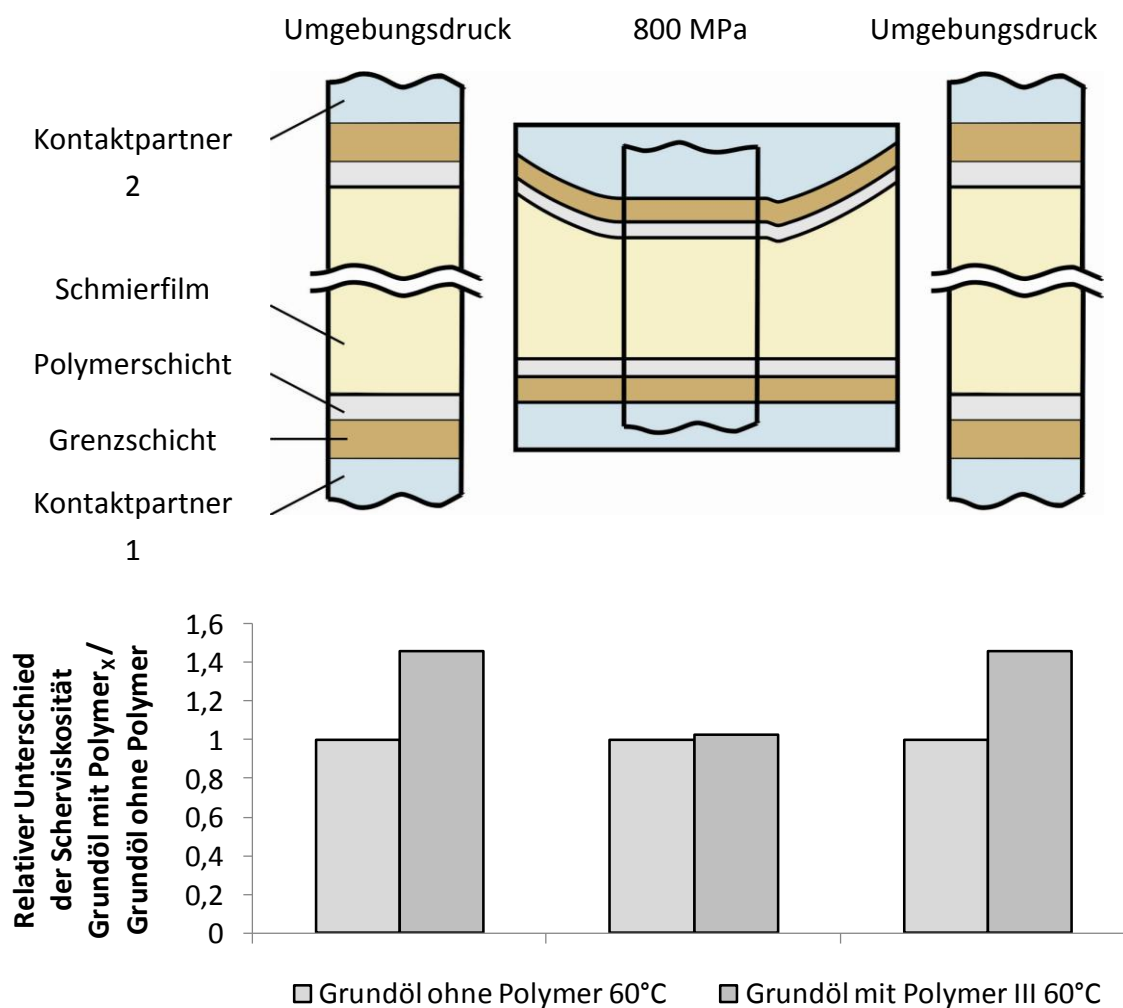 Umgebungsdruck 800 MPa Umgebungsdruck
Kontaktpartner
2
Schmierfilm
Polymerschicht
Grenzschicht
Kontaktpartner
1
Relativer Unterschied
der Scherviskosität
Grundöl mit Polymerₓ/
Grundöl ohne Polymer
1,6
1,4
1,2
1
0,8
0,6
0,4
0,2
0
Grundöl ohne Polymer 60°C Grundöl mit Polymer III 60°C